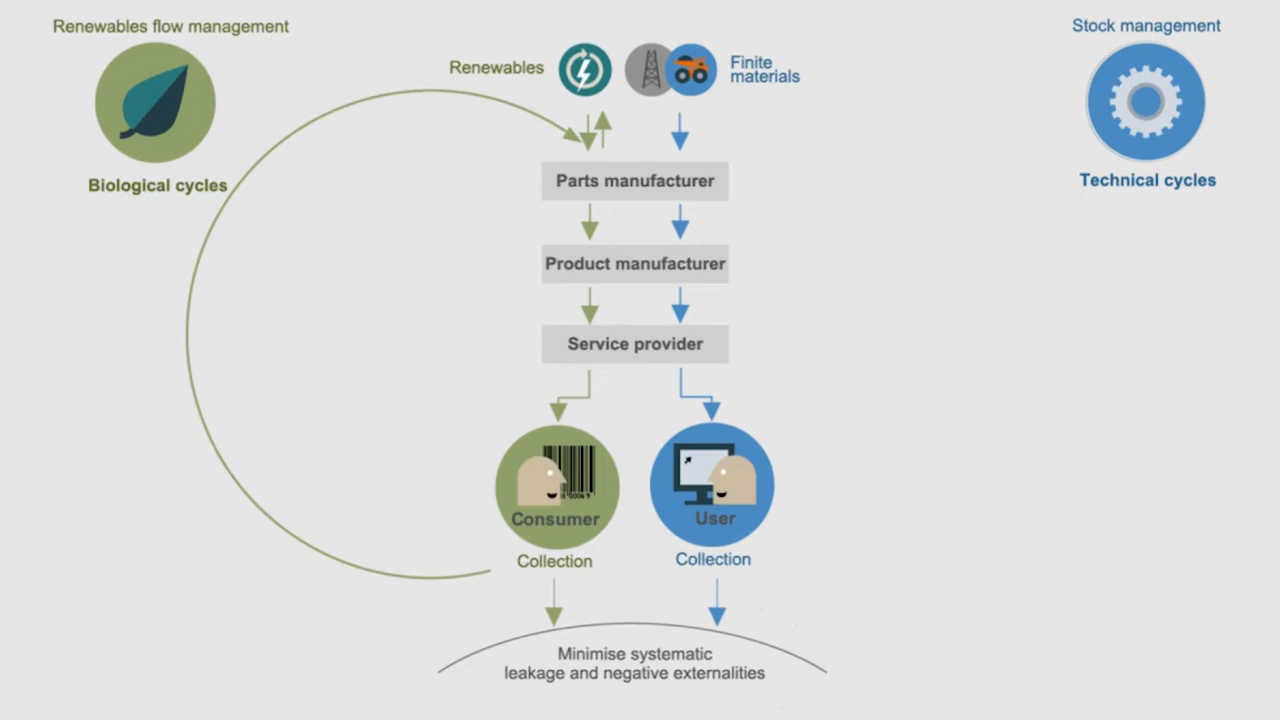 Renewables flow management
Stock management
Renewables
Finite
materials
Biological cycles
Technical cycles
Parts manufacturer
Product manufacturer
Service provider
Consumer
User
Collection
Collection
Minimise systematic
leakage and negative externalities